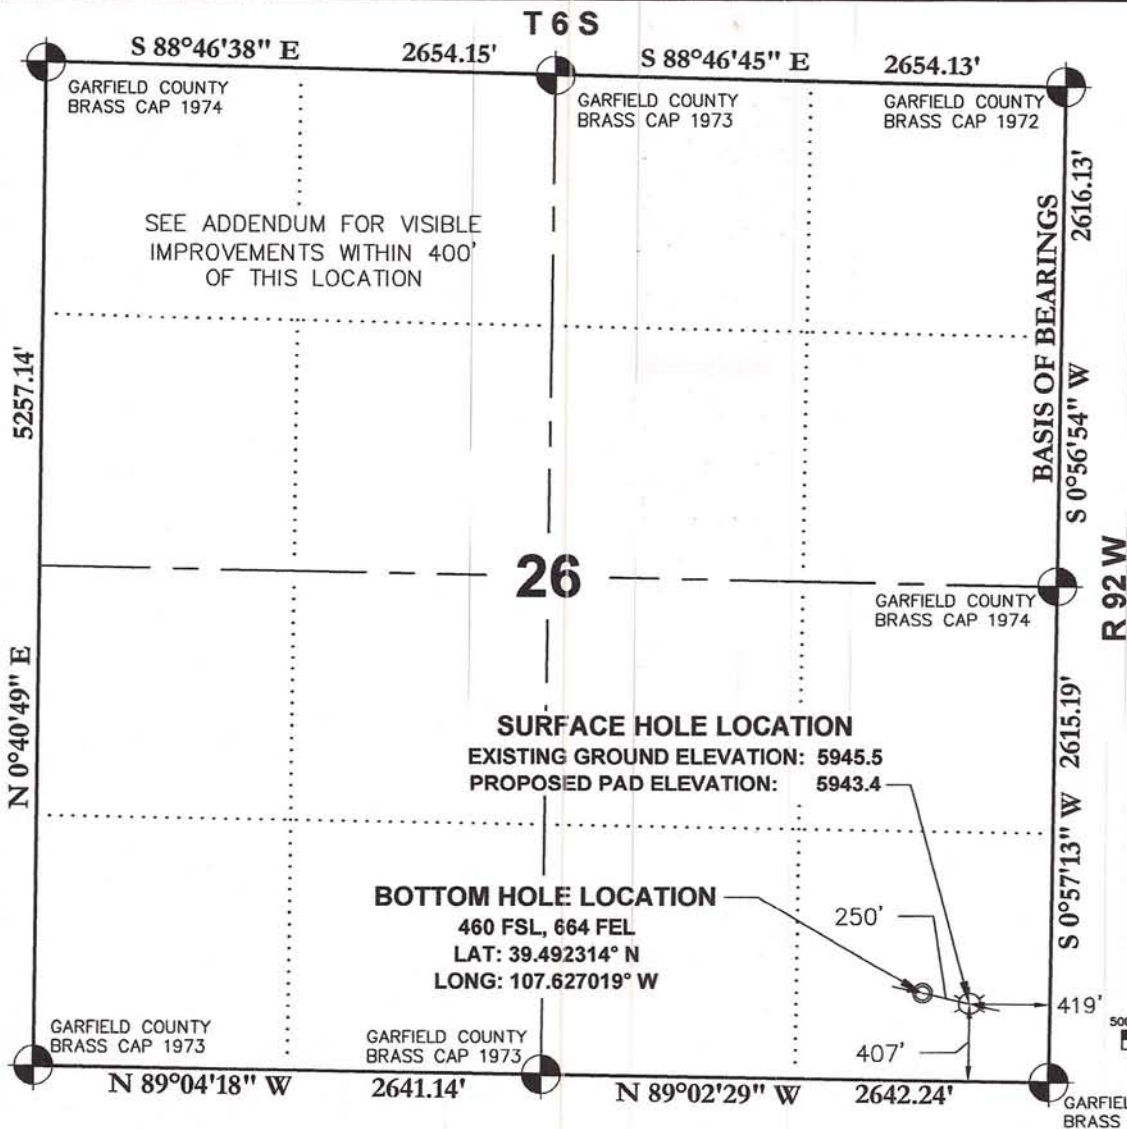 T 6 S
S 88°46'38" E 2654.15'
S 88°46'45" E 2654.13'
GARFIELD COUNTY
BRASS CAP 1974
GARFIELD COUNTY
BRASS CAP 1973
GARFIELD COUNTY
BRASS CAP 1972
SEE ADDENDUM FOR VISIBLE
IMPROVEMENTS WITHIN 400'
OF THIS LOCATION
5257.14'
N 0°40'49" E
2616.13'
BASIS OF BEARINGS
S 0°56'54" W
26
GARFIELD COUNTY
BRASS CAP 1974
R 92 W
SURFACE HOLE LOCATION
EXISTING GROUND ELEVATION: 5945.5
PROPOSED PAD ELEVATION: 5943.4
2615.19'
S 0°57'13" W
BOTTOM HOLE LOCATION
460 FSL, 664 FEL
LAT: 39.492314° N
LONG: 107.627019° W
250'
419'
407'
GARFIELD COUNTY
BRASS CAP 1973
GARFIELD COUNTY
BRASS CAP 1973
N 89°04'18" W 2641.14'
N 89°02'29" W 2642.24'
BRASS